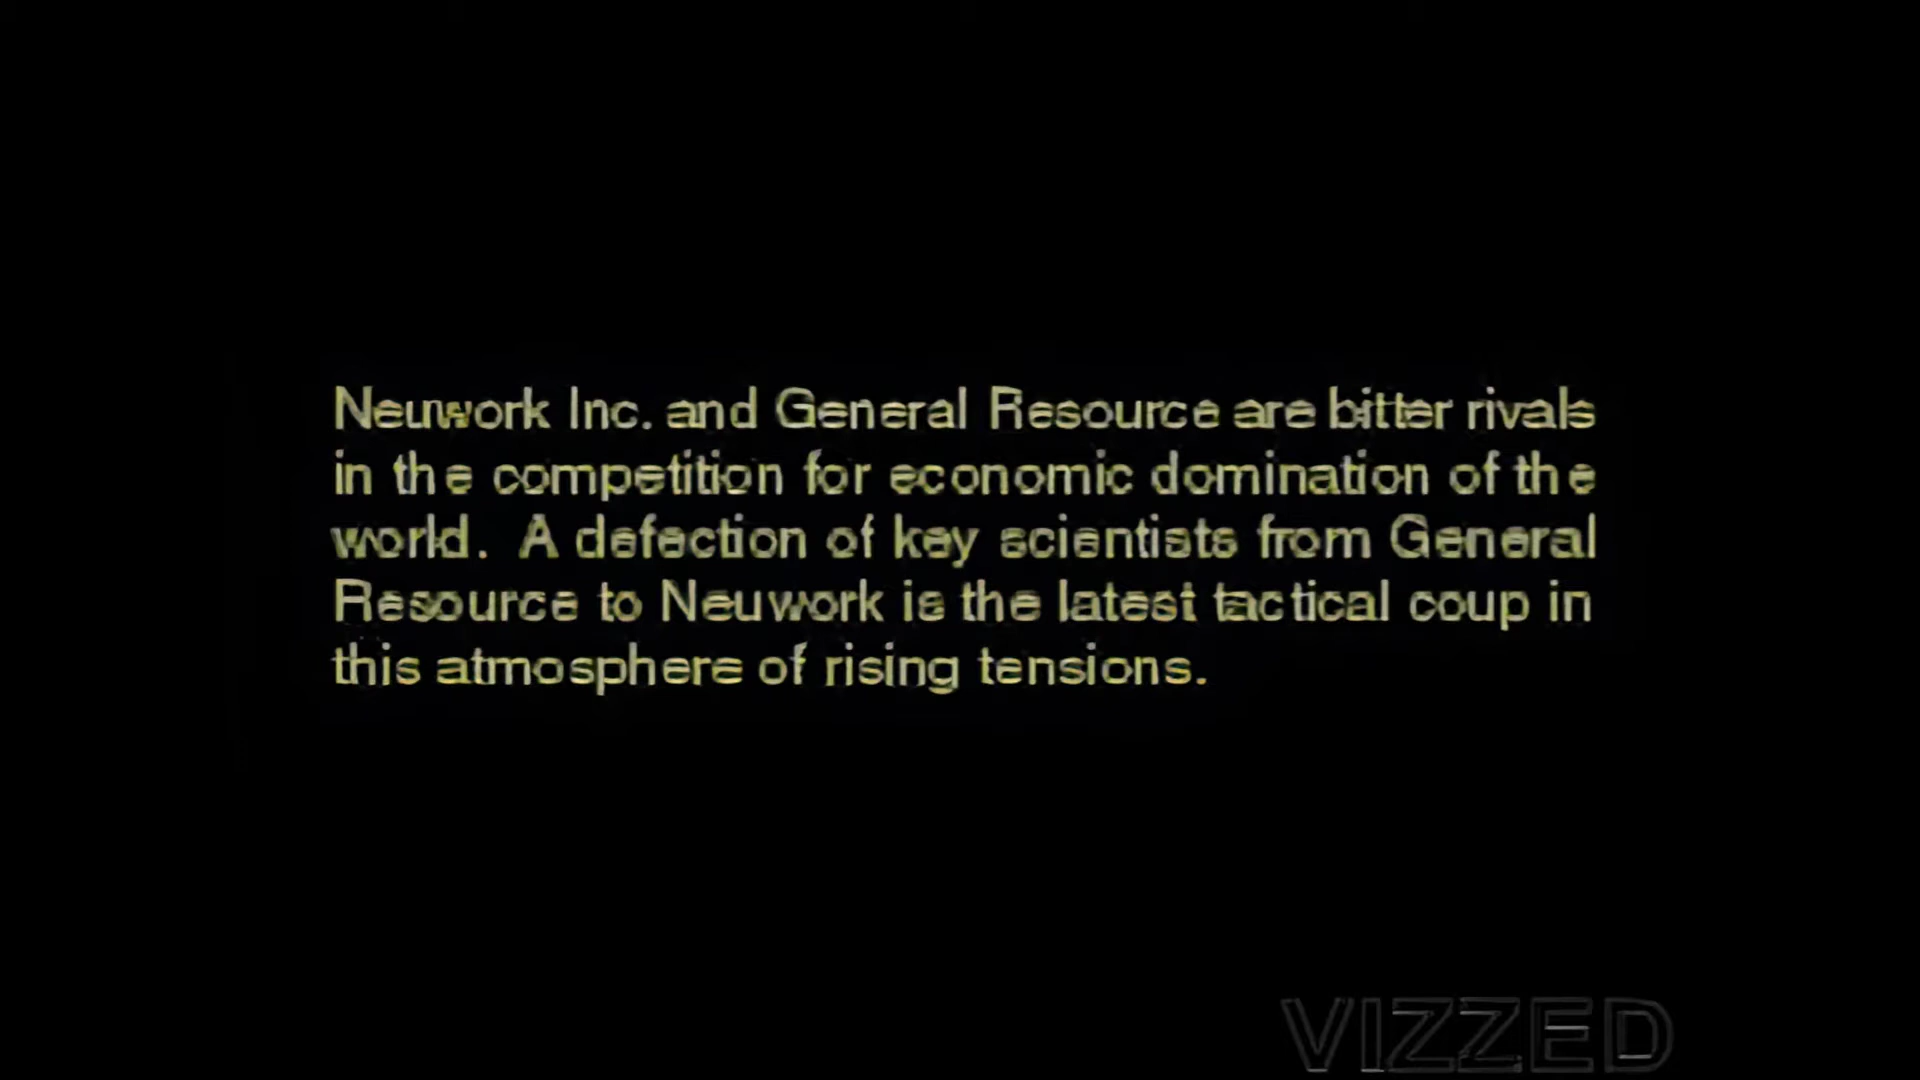 Neuwork Inc. and General Resource are bitter rivals
in the competition for economic domination of the
world. A defection of key scientists from General
Resource to Neuwork is the latest tactical coup in
this atmosphere of rising tensions.
VIZZED